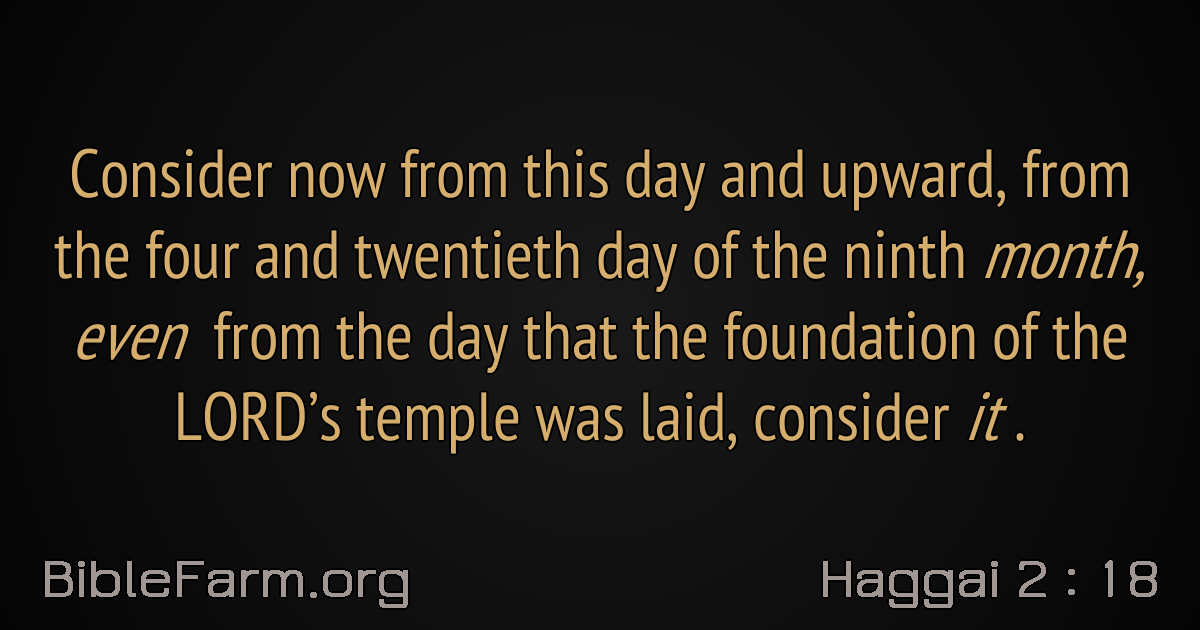 Consider now from this day and upward, from
the four and twentieth day of the ninth month,
even from the day that the foundation of the
LORD’s temple was laid, consider it .
BibleFarm.org
Haggai 2 : 18